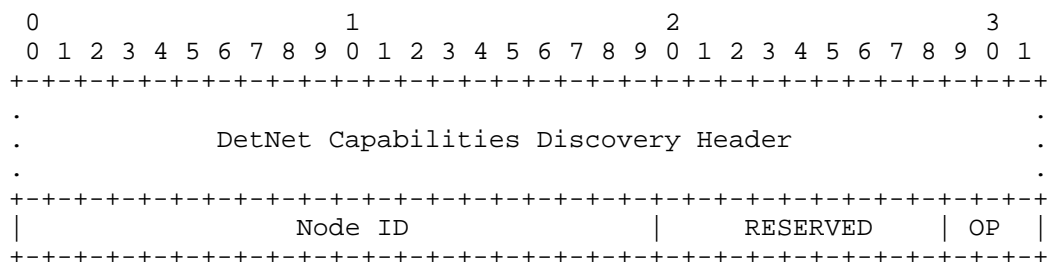 0                   1                   2                   3
 0 1 2 3 4 5 6 7 8 9 0 1 2 3 4 5 6 7 8 9 0 1 2 3 4 5 6 7 8 9 0 1
+-+-+-+-+-+-+-+-+-+-+-+-+-+-+-+-+-+-+-+-+-+-+-+-+-+-+-+-+-+-+-+-+
.                                                               .
.            DetNet Capabilities Discovery Header               .
.                                                               .
+-+-+-+-+-+-+-+-+-+-+-+-+-+-+-+-+-+-+-+-+-+-+-+-+-+-+-+-+-+-+-+-+
|                 Node ID               |     RESERVED    | OP  |
+-+-+-+-+-+-+-+-+-+-+-+-+-+-+-+-+-+-+-+-+-+-+-+-+-+-+-+-+-+-+-+-+